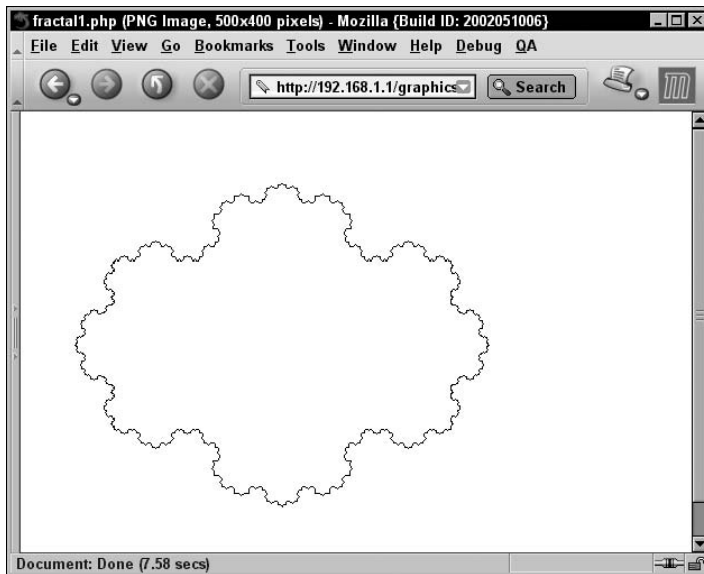 fractal1.php (PNG Image, 500x400 pixels) - Mozilla {Build ID: 2002051006}
File Edit View Go Bookmarks Tools Window Help Debug QA
http://192.168.1.1/graphics Search
Document: Done (7.58 secs)